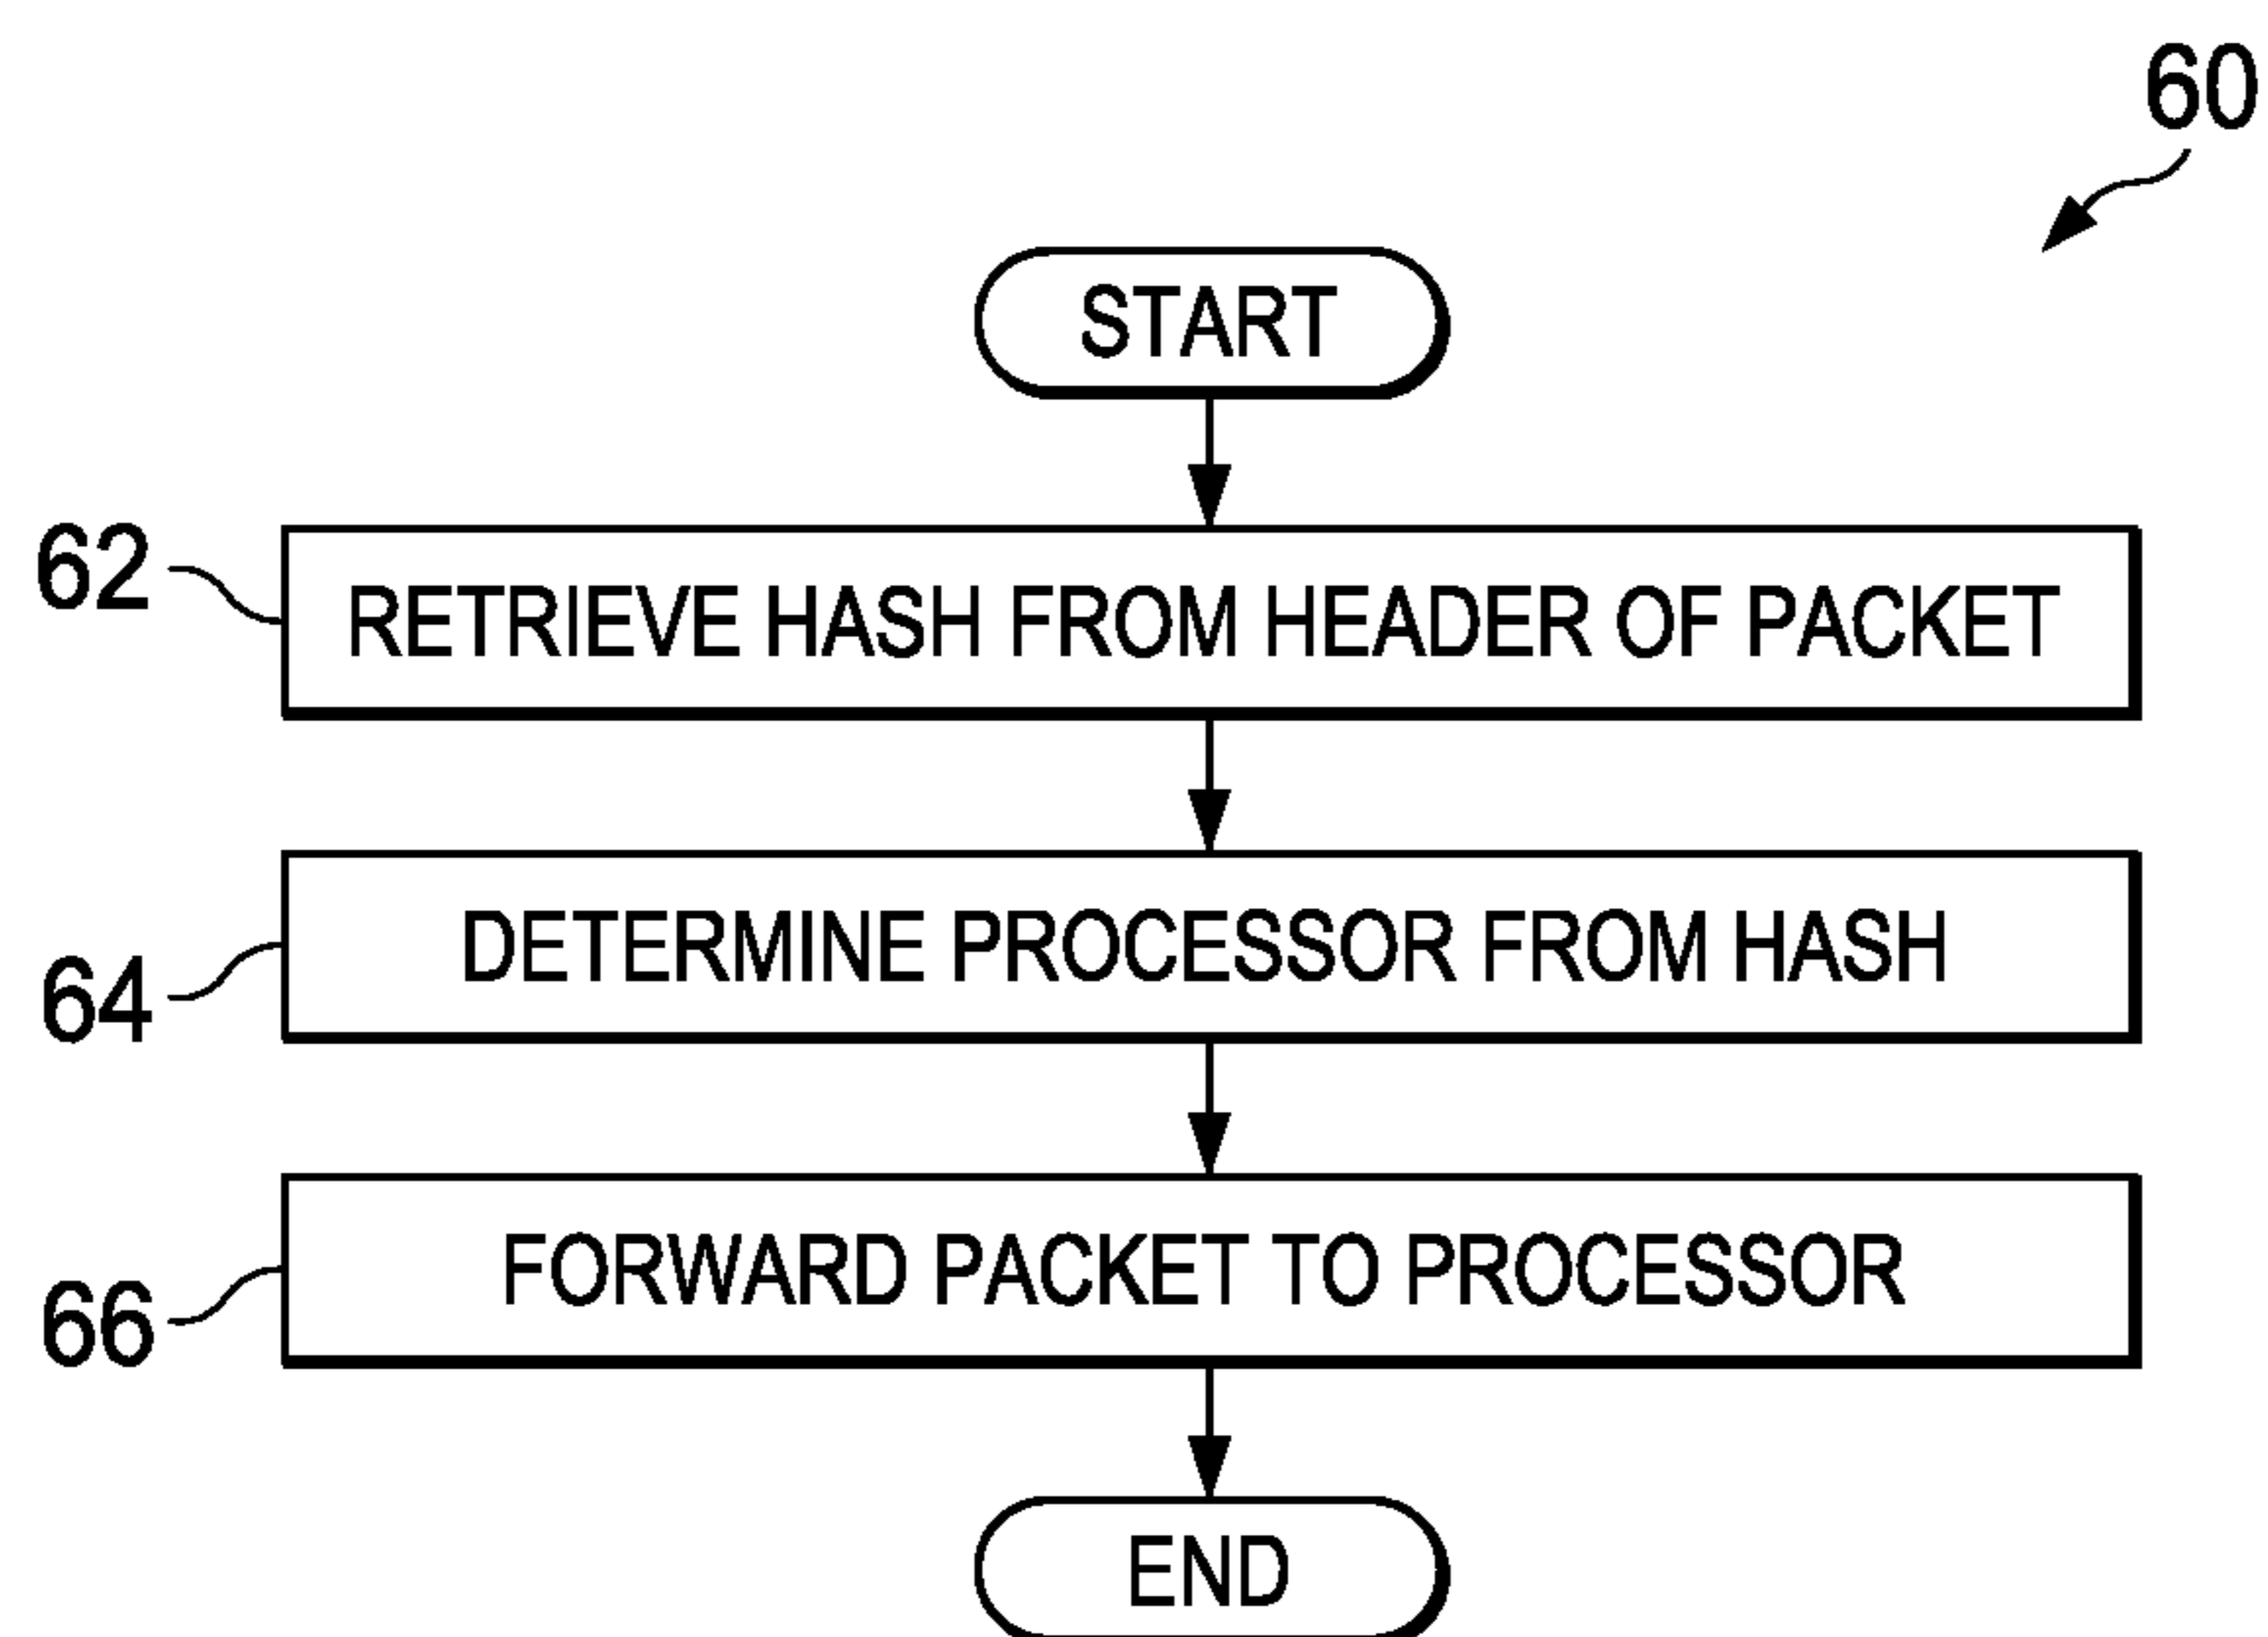 60
START
62
RETRIEVE HASH FROM HEADER OF PACKET
DETERMINE PROCESSOR FROM HASH
64
FORWARD PACKET TO PROCESSOR
66
END